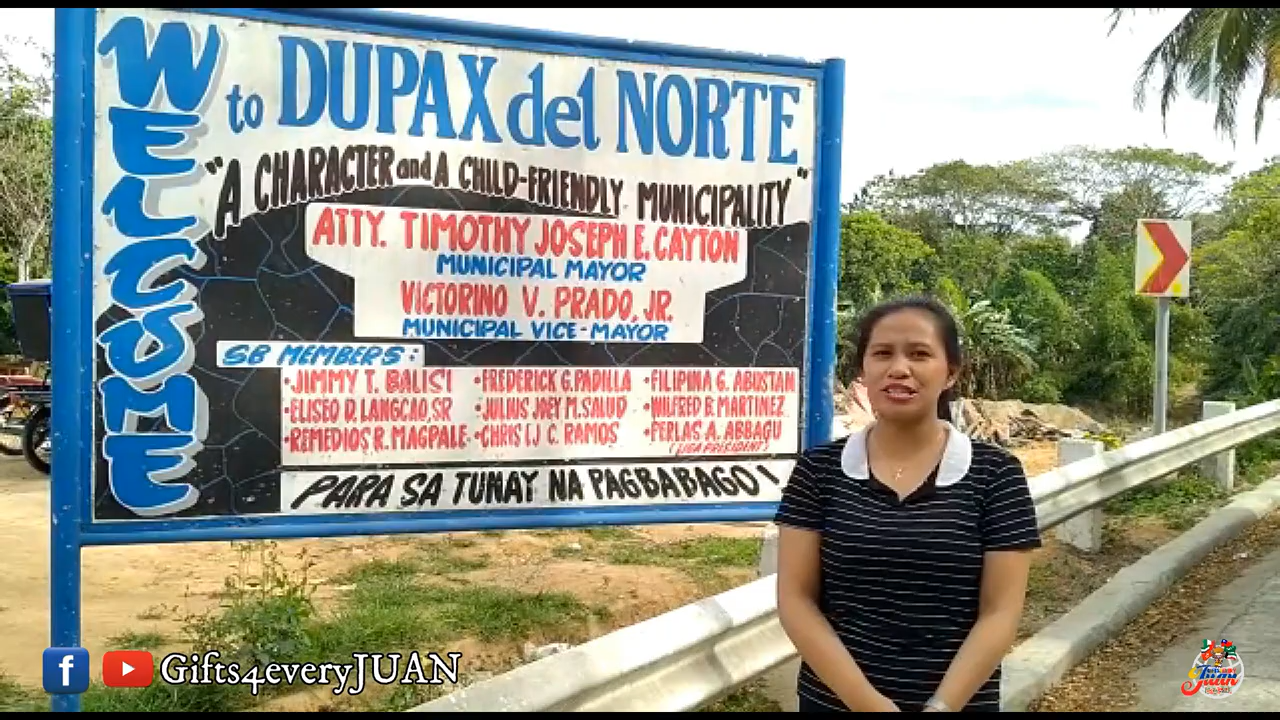 WELCOME
to DUPAX del NORTE
"A CHARACTER and A CHILD-FRIENDLY MUNICIPALITY"
ATTY. TIMOTHY JOSEPH E. CAYTON
MUNICIPAL MAYOR
VICTORINO V. PRADO, JR.
MUNICIPAL VICE-MAYOR
SB MEMBERS:
•JIMMY T. BALISI •FREDERICK G. PADILLA •FILIPINA G. ABUSTAN
•ELISEO D. LANGCAO, SR •JULIUS JOEY M. SALUD •WILFRED B. MARTINEZ
•REMEDIOS R. MAGPALE •CHRIS LJ C. RAMOS •PERLAS A. ABBAGU
(LIGA PRESIDENT)
PARA SA TUNAY NA PAGBABAGO!
f Gifts4everyJUAN
Juan